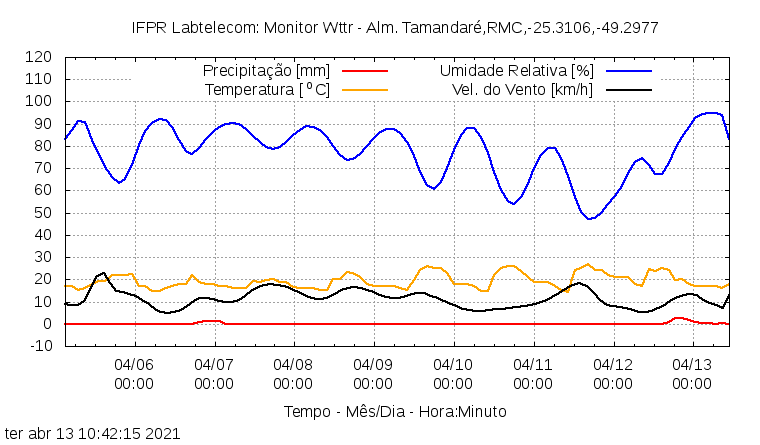 IFPR Labtelecom: Monitor Wttr - Alm. Tamandaré,RMC,-25.3106,-49.2977
Precipitação [mm] Umidade Relativa [%]
Temperatura [⁰C] Vel. do Vento [km/h]
120
110
100
90
80
70
60
50
40
30
20
10
0
-10
04/06 04/07 04/08 04/09 04/10 04/11 04/12 04/13
00:00 00:00 00:00 00:00 00:00 00:00 00:00 00:00
Tempo - Mês/Dia - Hora:Minuto
ter abr 13 10:42:15 2021